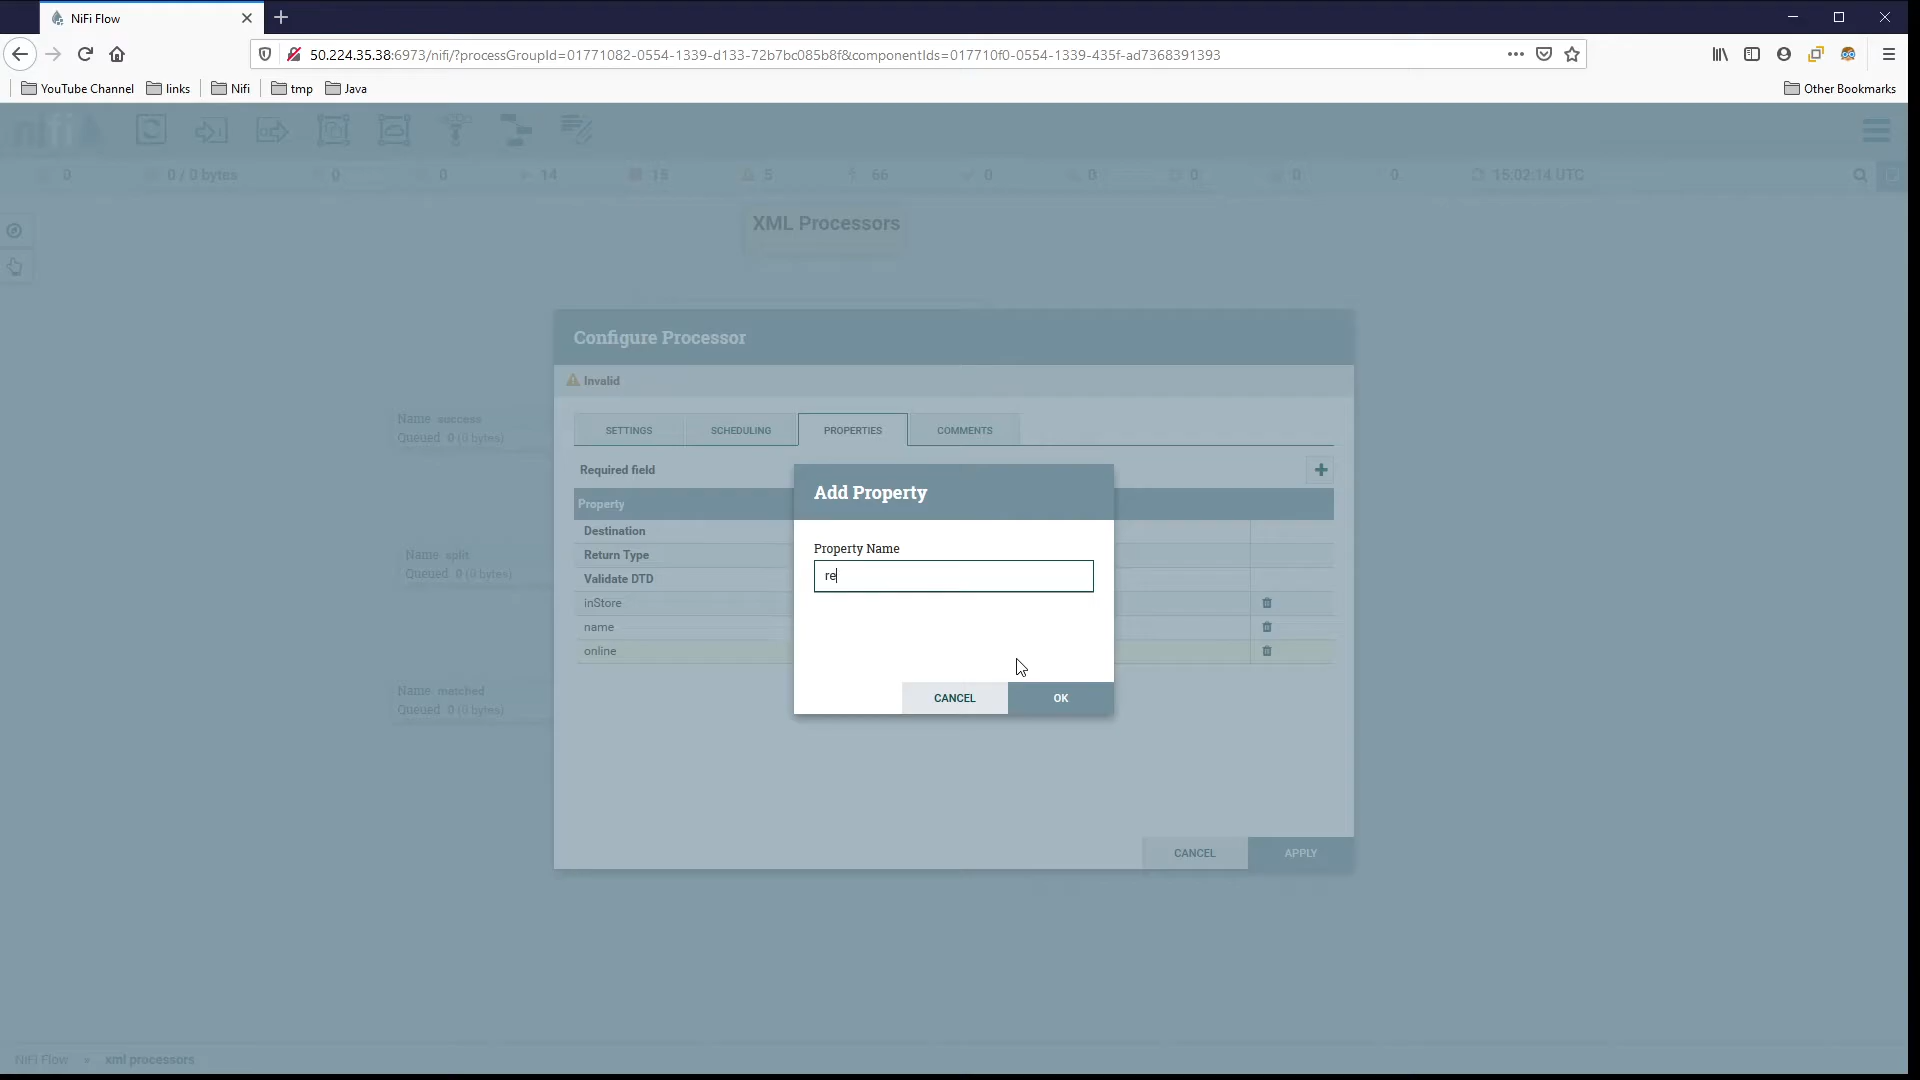 NiFi Flow
50.224.35.38:6973/nifi/?processGroupId=01771082-0554-1339-d133-72b7bc085b8f&componentIds=017710f0-0554-1339-435f-ad7368391393
YouTube Channel links Nifi tmp Java Other Bookmarks
nifi
0 0 / 0 bytes 0 0 14 15 5 66 0 0 0 0 0 15:02:14 UTC
XML Processors
Configure Processor
Invalid
Name success
Queued 0 (0 bytes)
SETTINGS SCHEDULING PROPERTIES COMMENTS
Required field
Add Property
Property
Destination
Property Name
Name split
Return Type
Queued 0 (0 bytes)
Validate DTD
re
inStore
name
online
Name matched
Queued 0 (0 bytes)
CANCEL OK
CANCEL APPLY
NiFi Flow » xml processors